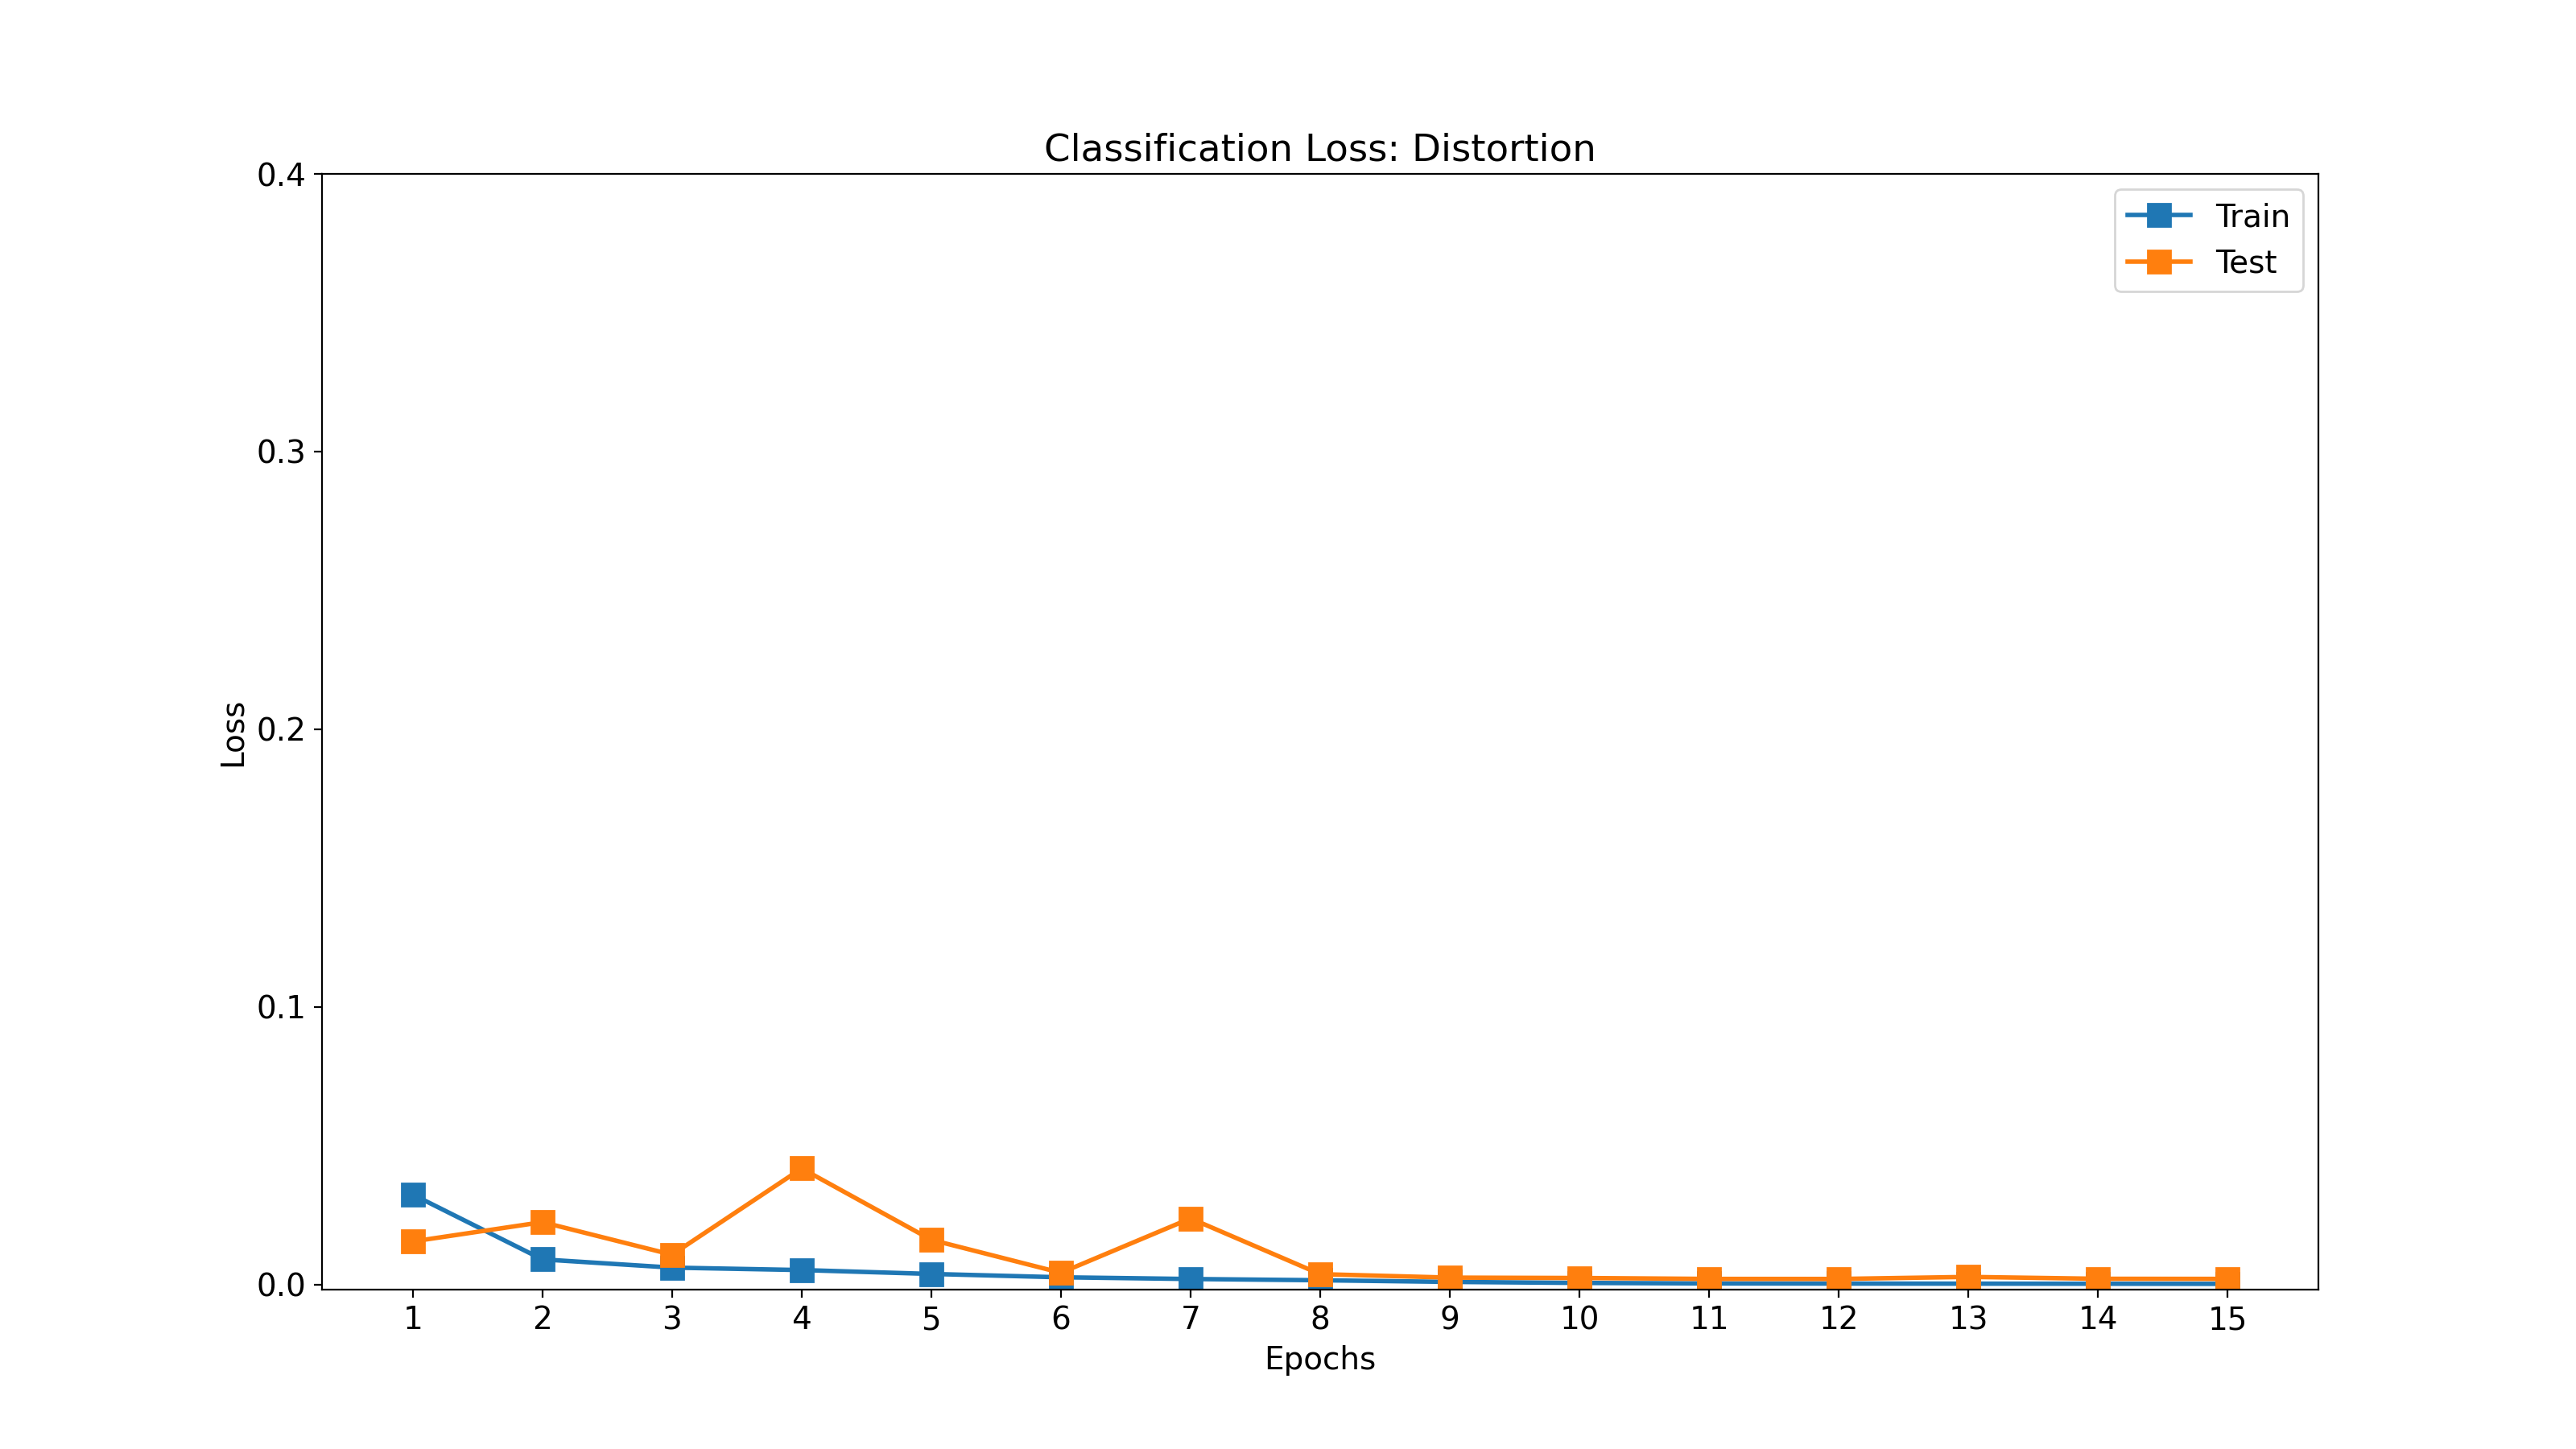 Classification Loss: Distortion
Train
Test
Loss
0.4
0.3
0.2
0.1
0.0
1 2 3 4 5 6 7 8 9 10 11 12 13 14 15
Epochs